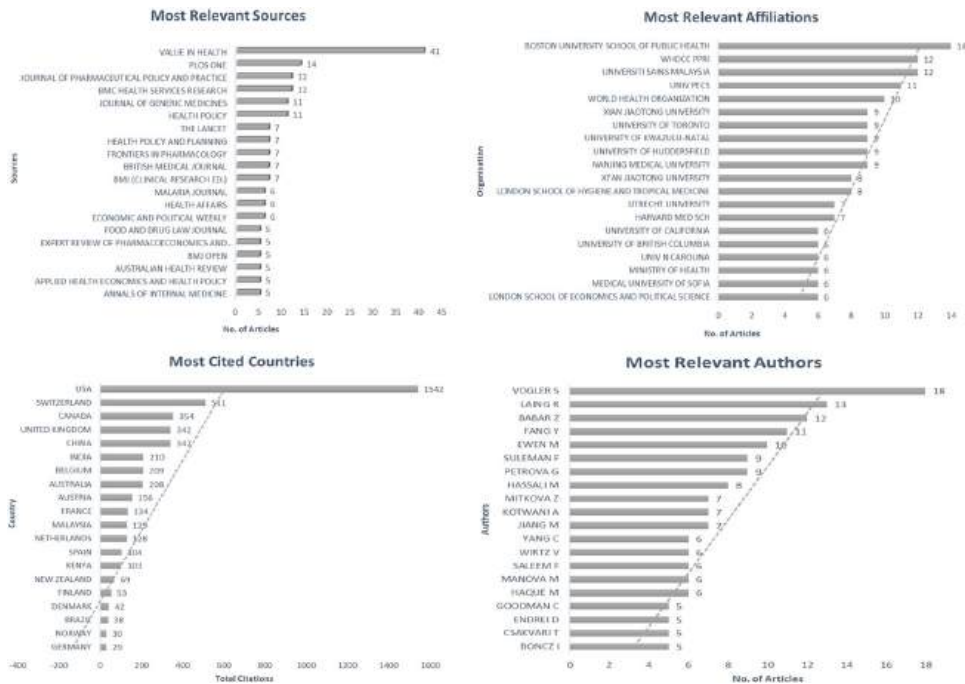 Most Relevant Sources
VALUE IN HEALTH 41
PLOS ONE 14
JOURNAL OF PHARMACEUTICAL POLICY AND PRACTICE 12
BMC HEALTH SERVICES RESEARCH 12
JOURNAL OF GENERIC MEDICINES 11
HEALTH POLICY 11
THE LANCET 7
HEALTH POLICY AND PLANNING 7
FRONTIERS IN PHARMACOLOGY 7
BRITISH MEDICAL JOURNAL 7
BMJ (CLINICAL RESEARCH ED.) 7
MALARIA JOURNAL 6
HEALTH AFFAIRS 6
ECONOMIC AND POLITICAL WEEKLY 6
FOOD AND DRUG LAW JOURNAL 5
EXPERT REVIEW OF PHARMACOECONOMICS AND.. 5
BMJ OPEN 5
AUSTRALIAN HEALTH REVIEW 5
APPLIED HEALTH ECONOMICS AND HEALTH POLICY 5
ANNALS OF INTERNAL MEDICINE 5
0 5 10 15 20 25 30 35 40 45
No. of Articles
Sources
Most Relevant Affiliations
BOSTON UNIVERSITY SCHOOL OF PUBLIC HEALTH 14
WHOCC PPRI 12
UNIVERSITI SAINS MALAYSIA 12
UNIV PECS 11
WORLD HEALTH ORGANIZATION 10
XIAN JIAOTONG UNIVERSITY 9
UNIVERSITY OF TORONTO 9
UNIVERSITY OF KWAZULU-NATAL 9
UNIVERSITY OF HUDDERSFIELD 9
NANJING MEDICAL UNIVERSITY 9
XI'AN JIAOTONG UNIVERSITY 8
LONDON SCHOOL OF HYGIENE AND TROPICAL MEDICINE 8
UTRECHT UNIVERSITY 7
HARVARD MED SCH 7
UNIVERSITY OF CALIFORNIA 6
UNIVERSITY OF BRITISH COLUMBIA 6
UNIV N CAROLINA 6
MINISTRY OF HEALTH 6
MEDICAL UNIVERSITY OF SOFIA 6
LONDON SCHOOL OF ECONOMICS AND POLITICAL SCIENCE 6
0 2 4 6 8 10 12 14
No. of Articles
Organisation
Most Cited Countries
USA 1542
SWITZERLAND 511
CANADA 354
UNITED KINGDOM 342
CHINA 342
INDIA 210
BELGIUM 209
AUSTRALIA 208
AUSTRIA 156
FRANCE 134
MALAYSIA 129
NETHERLANDS 128
SPAIN 104
KENYA 101
NEW ZEALAND 69
FINLAND 53
DENMARK 42
BRAZIL 38
NORWAY 30
GERMANY 29
-400 -200 0 200 400 600 800 1000 1200 1400 1600
Total Citations
Country
Most Relevant Authors
VOGLER S 18
LAING R 13
BABAR Z 12
FANG Y 11
EWEN M 10
SULEMAN F 9
PETROVA G 9
HASSALI M 8
MITKOVA Z 7
KOTWANI A 7
JIANG M 7
YANG C 6
WIRTZ V 6
SALEEM F 6
MANOVA M 6
HAQUE M 6
GOODMAN C 5
ENDREI D 5
CSAKVARI T 5
BONCZ I 5
0 2 4 6 8 10 12 14 16 18
No. of Articles
Authors